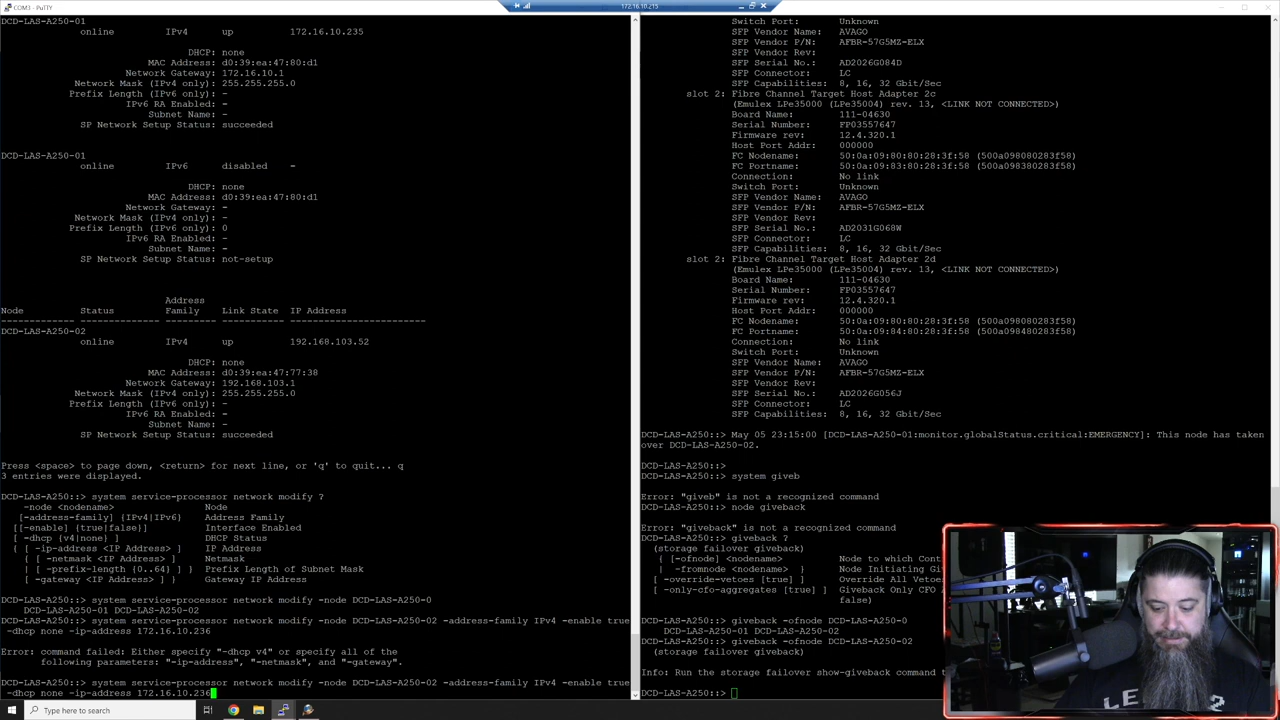 COM3 - PuTTY
172.16.10.215
DCD-LAS-A250-01
online IPv4 up 172.16.10.235
DHCP: none
MAC Address: d0:39:ea:47:80:d1
Network Gateway: 172.16.10.1
Network Mask (IPv4 only): 255.255.255.0
Prefix Length (IPv6 only): -
IPv6 RA Enabled: -
Subnet Name: -
SP Network Setup Status: succeeded
DCD-LAS-A250-01
online IPv6 disabled -
DHCP: none
MAC Address: d0:39:ea:47:80:d1
Network Gateway: -
Network Mask (IPv4 only): -
Prefix Length (IPv6 only): 0
IPv6 RA Enabled: -
Subnet Name: -
SP Network Setup Status: not-setup
Address
Node Status Family Link State IP Address
------------- --------------- --------- ----------- ------------------------
DCD-LAS-A250-02
online IPv4 up 192.168.103.52
DHCP: none
MAC Address: d0:39:ea:47:77:38
Network Gateway: 192.168.103.1
Network Mask (IPv4 only): 255.255.255.0
Prefix Length (IPv6 only): -
IPv6 RA Enabled: -
Subnet Name: -
SP Network Setup Status: succeeded
Press <space> to page down, <return> for next line, or 'q' to quit... q
3 entries were displayed.
DCD-LAS-A250::> system service-processor network modify ?
-node <nodename> Node
[-address-family] {IPv4|IPv6} Address Family
[[-enable] {true|false}] Interface Enabled
[ -dhcp {v4|none} ] DHCP Status
{ [ -ip-address <IP Address> ] IP Address
{ [ -netmask <IP Address> ] Netmask
| [ -prefix-length {0..64} ] } Prefix Length of Subnet Mask
[ -gateway <IP Address> ] } Gateway IP Address
DCD-LAS-A250::> system service-processor network modify -node DCD-LAS-A250-0
DCD-LAS-A250-01 DCD-LAS-A250-02
DCD-LAS-A250::> system service-processor network modify -node DCD-LAS-A250-02 -address-family IPv4 -enable true
-dhcp none -ip-address 172.16.10.236
Error: command failed: Either specify "-dhcp v4" or specify all of the
following parameters: "-ip-address", "-netmask", and "-gateway".
DCD-LAS-A250::> system service-processor network modify -node DCD-LAS-A250-02 -address-family IPv4 -enable true
-dhcp none -ip-address 172.16.10.236
Switch Port: Unknown
SFP Vendor Name: AVAGO
SFP Vendor P/N: AFBR-57G5MZ-ELX
SFP Vendor Rev:
SFP Serial No.: AD2026G084D
SFP Connector: LC
SFP Capabilities: 8, 16, 32 Gbit/Sec
slot 2: Fibre Channel Target Host Adapter 2c
(Emulex LPe35000 (LPe35004) rev. 13, <LINK NOT CONNECTED>)
Board Name: 111-04630
Serial Number: FP03557647
Firmware rev: 12.4.320.1
Host Port Addr: 000000
FC Nodename: 50:0a:09:80:80:28:3f:58 (500a098080283f58)
FC Portname: 50:0a:09:83:80:28:3f:58 (500a098380283f58)
Connection: No link
Switch Port: Unknown
SFP Vendor Name: AVAGO
SFP Vendor P/N: AFBR-57G5MZ-ELX
SFP Vendor Rev:
SFP Serial No.: AD2031G068W
SFP Connector: LC
SFP Capabilities: 8, 16, 32 Gbit/Sec
slot 2: Fibre Channel Target Host Adapter 2d
(Emulex LPe35000 (LPe35004) rev. 13, <LINK NOT CONNECTED>)
Board Name: 111-04630
Serial Number: FP03557647
Firmware rev: 12.4.320.1
Host Port Addr: 000000
FC Nodename: 50:0a:09:80:80:28:3f:58 (500a098080283f58)
FC Portname: 50:0a:09:84:80:28:3f:58 (500a098480283f58)
Connection: No link
Switch Port: Unknown
SFP Vendor Name: AVAGO
SFP Vendor P/N: AFBR-57G5MZ-ELX
SFP Vendor Rev:
SFP Serial No.: AD2026G056J
SFP Connector: LC
SFP Capabilities: 8, 16, 32 Gbit/Sec
DCD-LAS-A250::> May 05 23:15:00 [DCD-LAS-A250-01:monitor.globalStatus.critical:EMERGENCY]: This node has taken
over DCD-LAS-A250-02.
DCD-LAS-A250::>
DCD-LAS-A250::> system giveb
Error: "giveb" is not a recognized command
DCD-LAS-A250::> node giveback
Error: "giveback" is not a recognized command
DCD-LAS-A250::> giveback ?
(storage failover giveback)
{ [-ofnode] <nodename> Node to which Cont
| -fromnode <nodename> } Node Initiating Gi
[ -override-vetoes [true] ] Override All Vetoe
[ -only-cfo-aggregates [true] ] Giveback Only CFO A
false)
DCD-LAS-A250::> giveback -ofnode DCD-LAS-A250-0
DCD-LAS-A250-01 DCD-LAS-A250-02
DCD-LAS-A250::> giveback -ofnode DCD-LAS-A250-02
(storage failover giveback)
Info: Run the storage failover show-giveback command t
DCD-LAS-A250::>
Type here to search